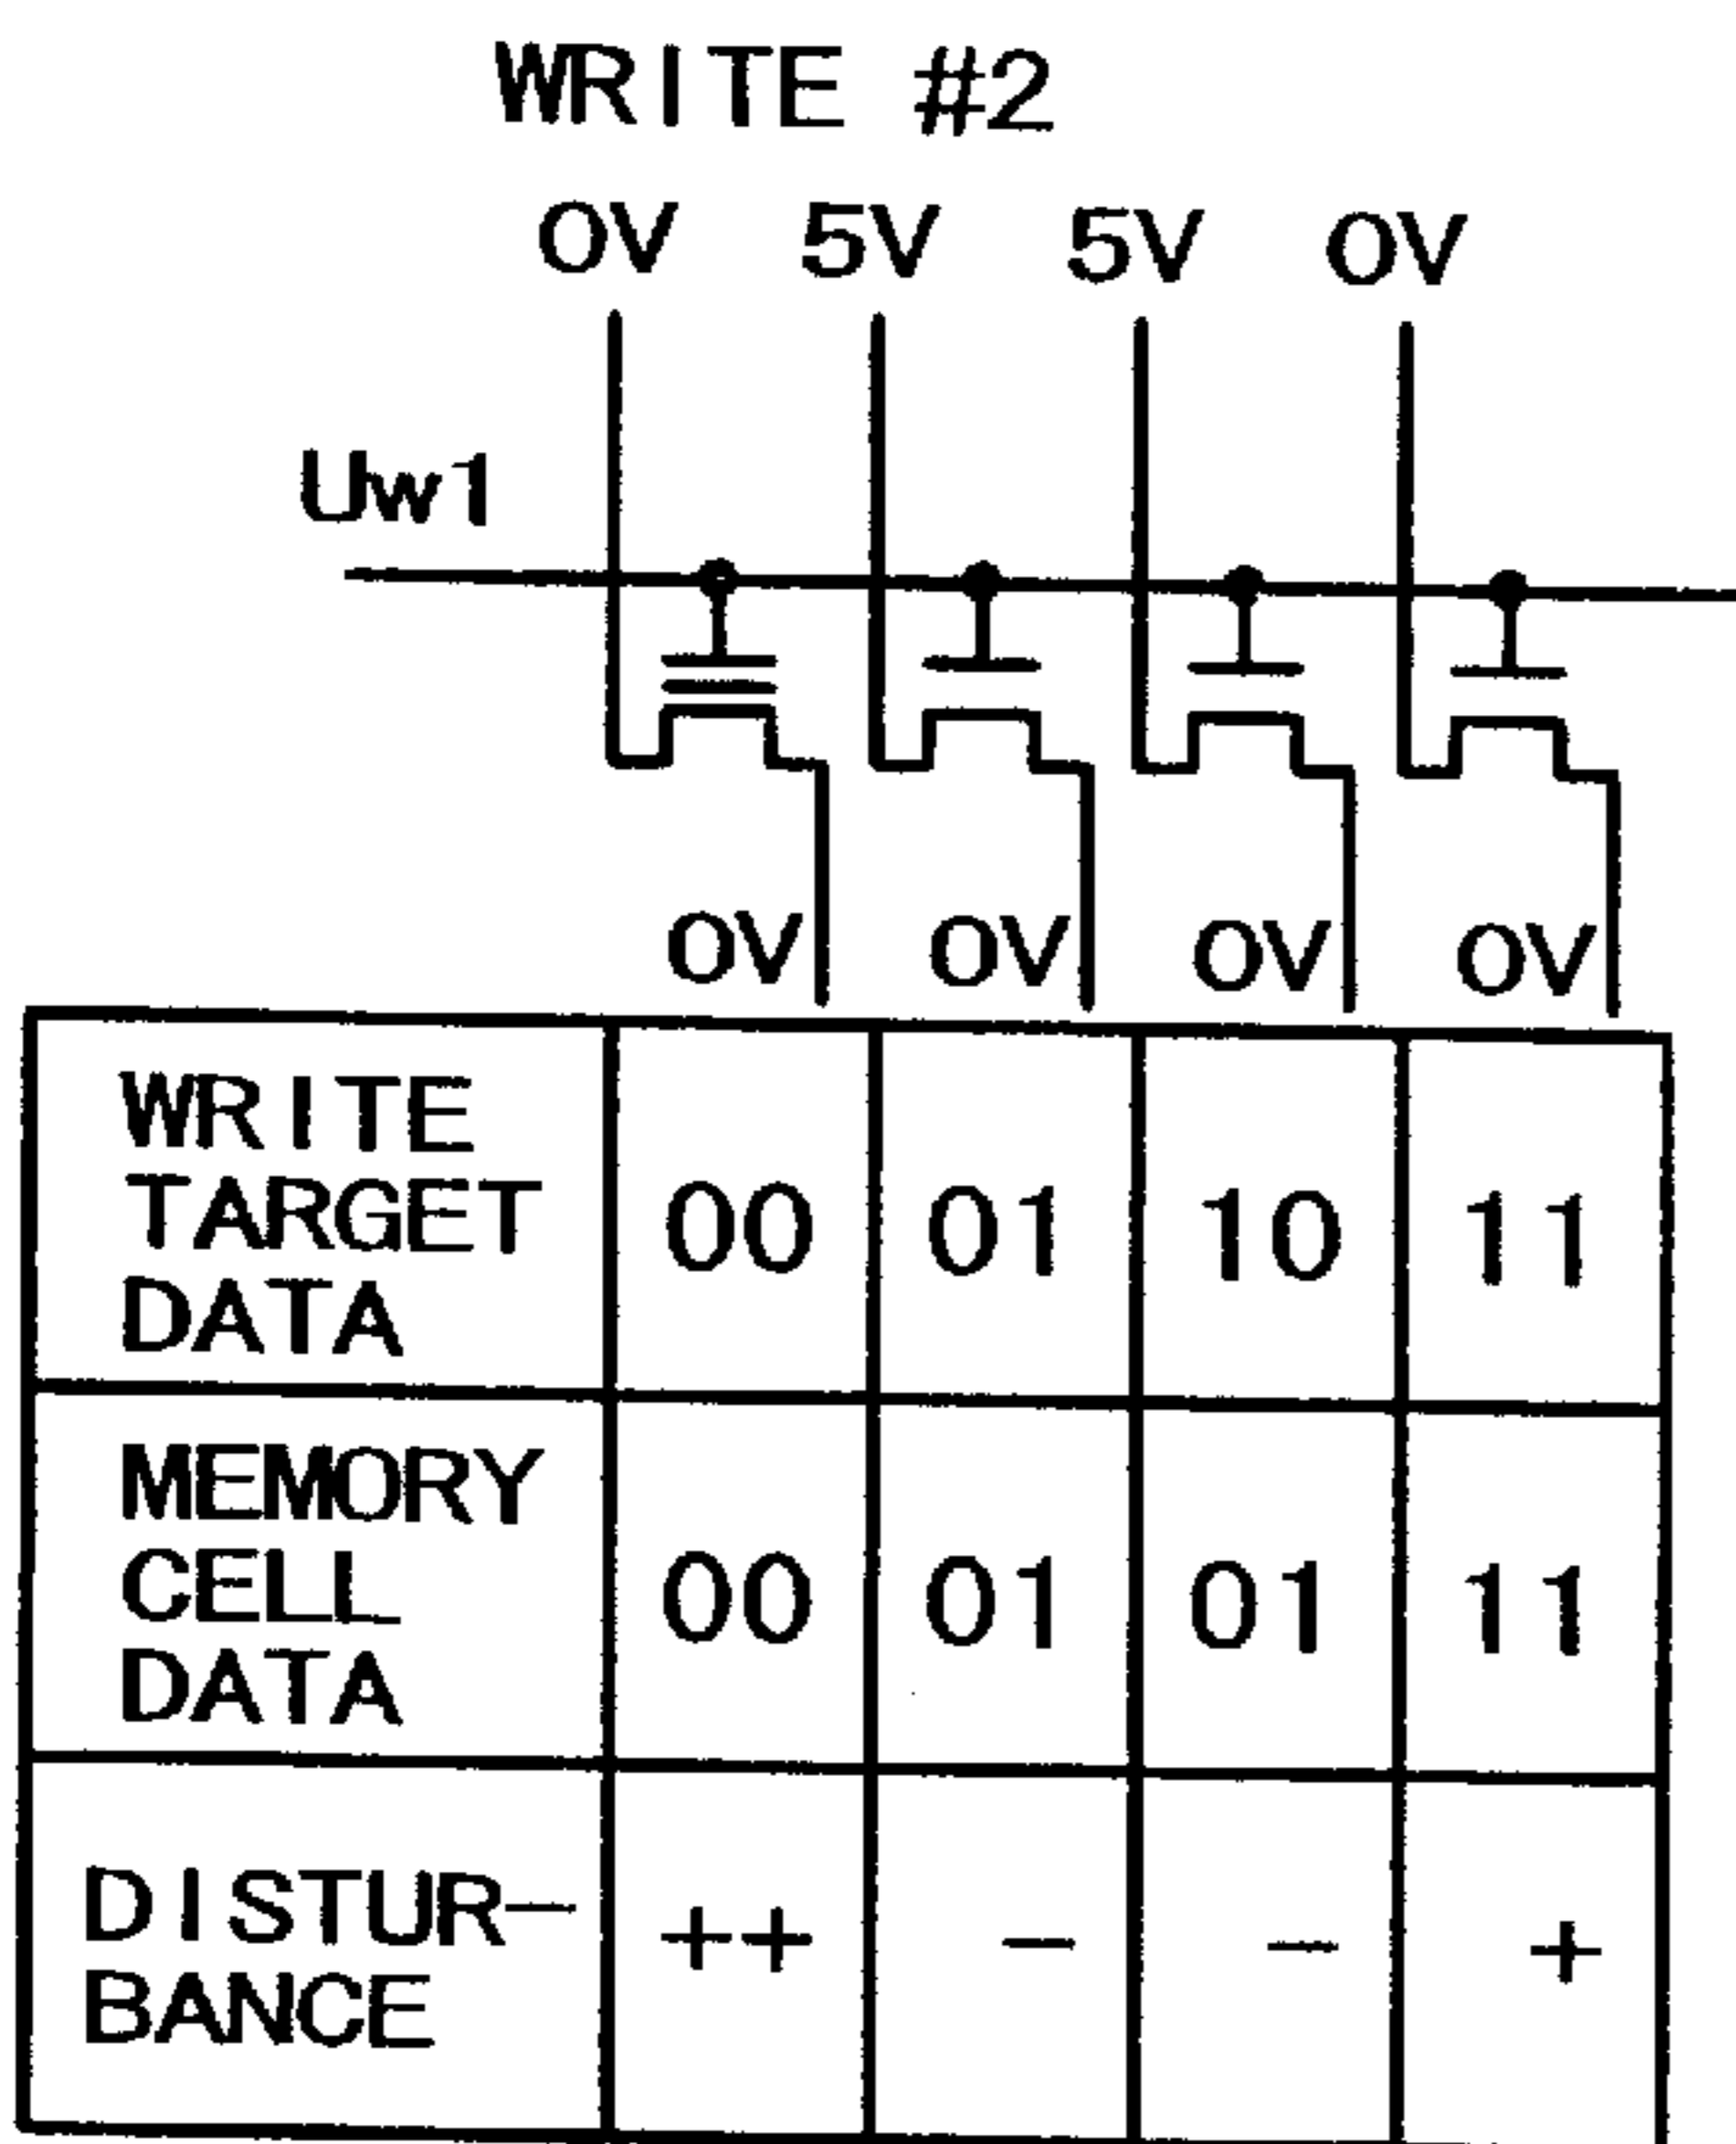 WRITE #2
0V 5V 5V 0V
Uw1
0V 0V 0V 0V
WRITE
TARGET
DATA
00 01 10 11
MEMORY
CELL
DATA
00 01 01 11
DISTUR-
BANCE
++ - - +